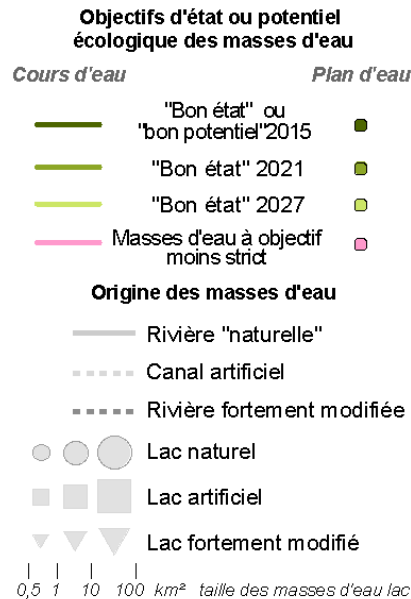 Objectifs d'état ou potentiel
écologique des masses d'eau
Cours d'eau Plan d'eau
"Bon état" ou
"bon potentiel"2015
"Bon état" 2021
"Bon état" 2027
Masses d'eau à objectif
moins strict
Origine des masses d'eau
Rivière "naturelle"
Canal artificiel
Rivière fortement modifiée
Lac naturel
Lac artificiel
Lac fortement modifié
0,5 1 10 100 km² taille des masses d'eau lac